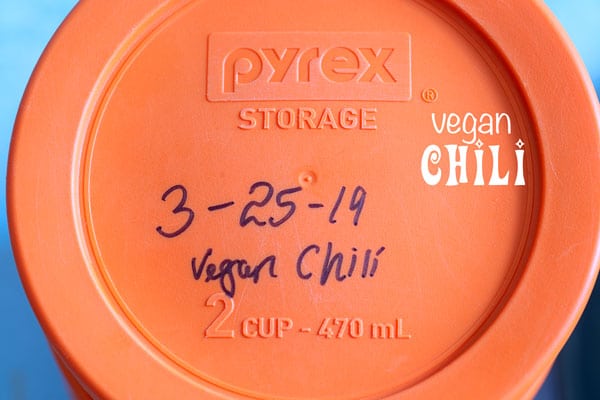 pyrex
®
STORAGE
vegan
CHiLi
3-25-19
Vegan Chili
2 CUP - 470 mL